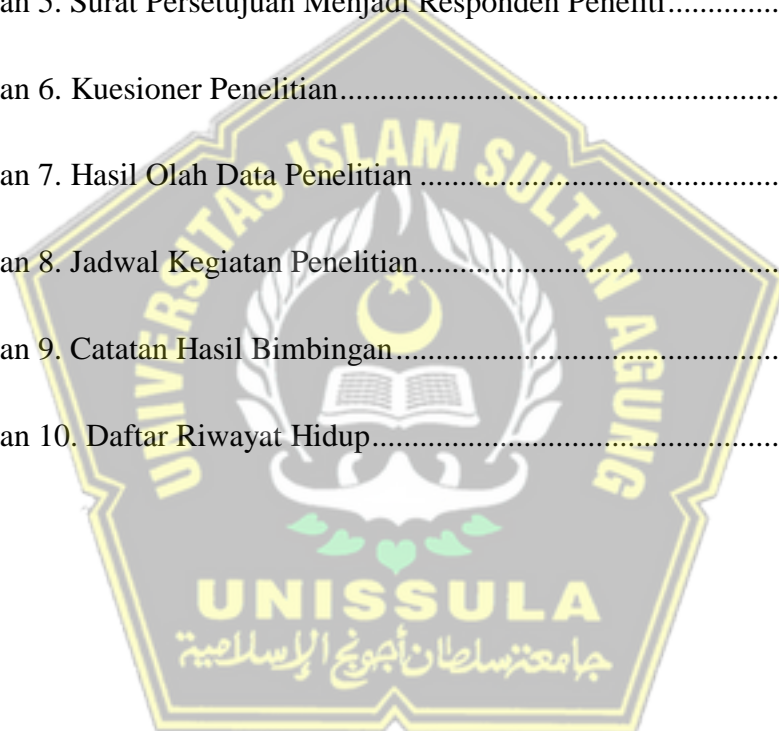 an 5. Surat Persetujuan Menjadi Responden Peneliti..............
an 6. Kuesioner Penelitian.....................................................
an 7. Hasil Olah Data Penelitian ...........................................
an 8. Jadwal Kegiatan Penelitian...........................................
an 9. Catatan Hasil Bimbingan..............................................
an 10. Daftar Riwayat Hidup.................................................
UNIVERSITAS ISLAM SULTAN AGUNG
UNISSULA
جامعنسلطان أجونج الإسلامية